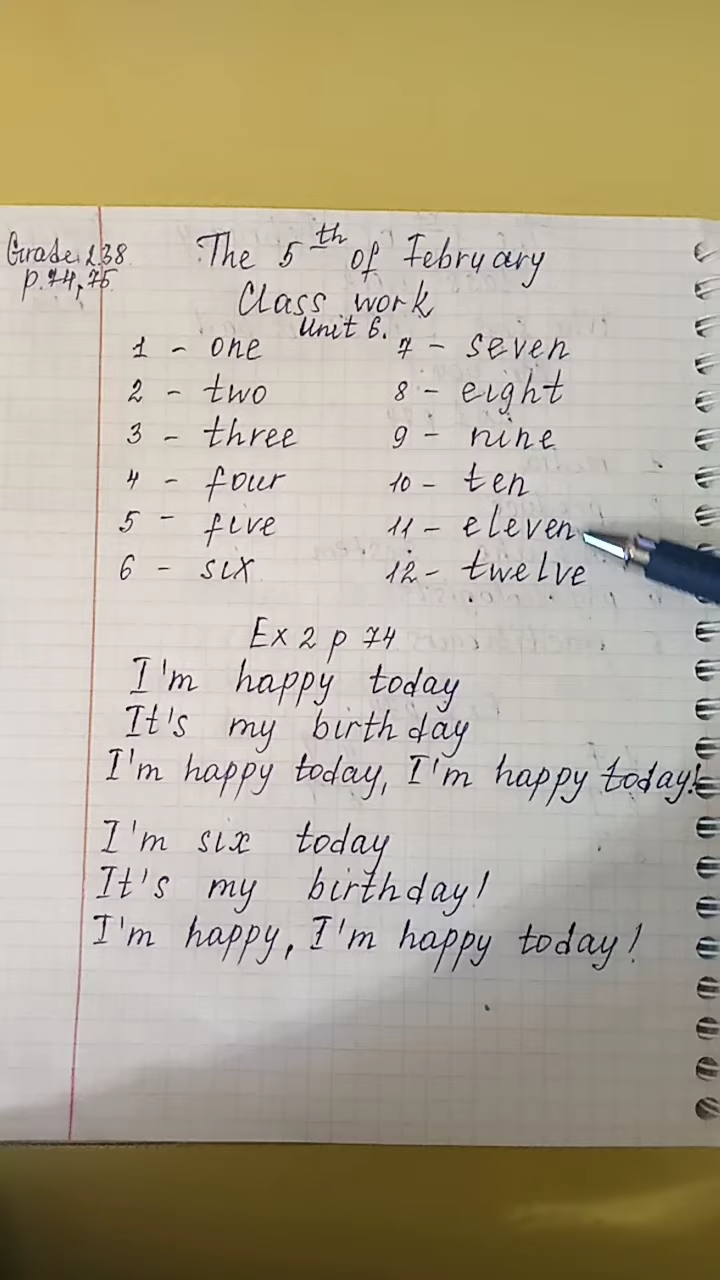 Grade 2 38
p. 74, 75
The 5th of February
Class work
Unit 6.
1 - one
2 - two
3 - three
4 - four
5 - five
6 - six
7 - seven
8 - eight
9 - nine
10 - ten
11 - eleven
12 - twelve
Ex 2 p 74
I'm happy today
It's my birthday
I'm happy today, I'm happy today!
I'm six today
It's my birthday!
I'm happy, I'm happy today!